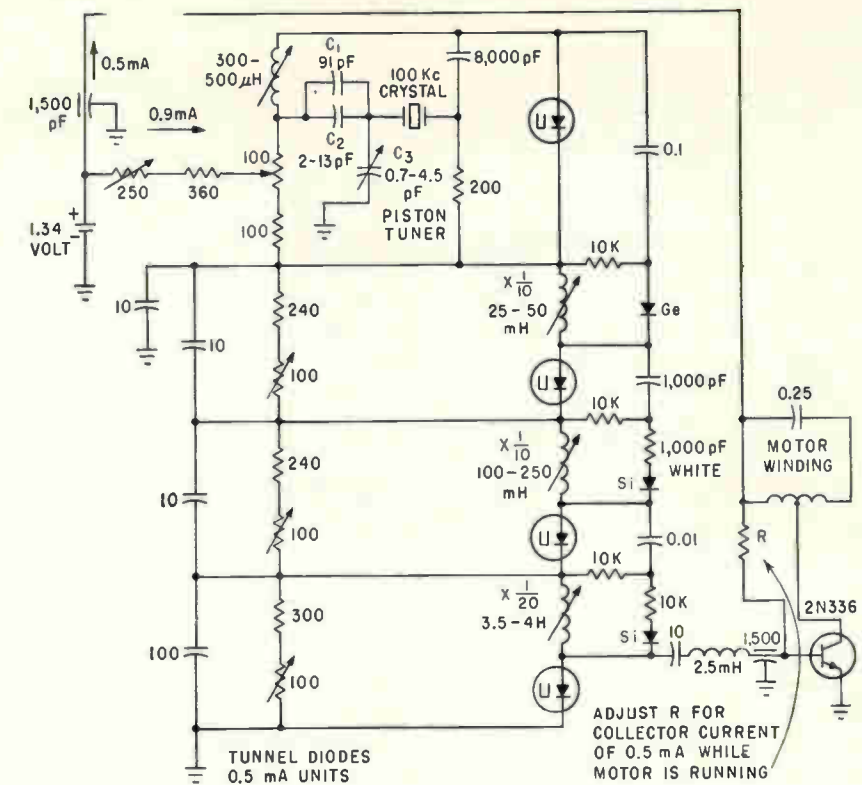 0.5mA
1,500
pF
0.9mA
250
360
1.34
VOLT
+
-
300-
500μH
C1
91pF
C2
2-13pF
C3
0.7-4.5
pF
PISTON
TUNER
100 Kc
CRYSTAL
8,000pF
200
0.1
100
100
10
10
240
100
10K
X 1/10
25-50
mH
Ge
1,000pF
10K
X 1/10
100-250
mH
1,000pF
WHITE
Si
240
100
10
0.01
10K
X 1/20
3.5-4H
10K
Si
300
100
100
10
2.5mH
1,500
0.25
MOTOR
WINDING
R
2N336
TUNNEL DIODES
0.5 mA UNITS
ADJUST R FOR
COLLECTOR CURRENT
OF 0.5 mA WHILE
MOTOR IS RUNNING